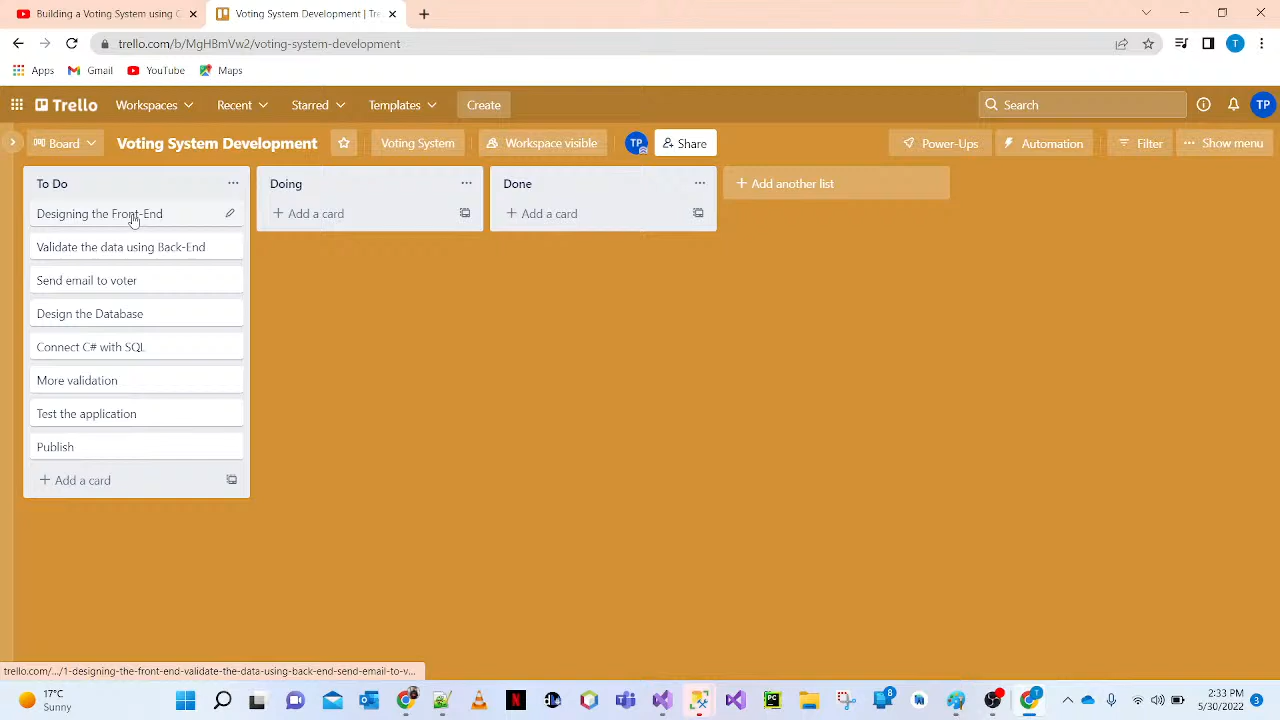 Building a Voting System using C
Voting System Development | Tre
trello.com/b/MgHBmVw2/voting-system-development
Apps
Gmail
YouTube
Maps
T
Trello
Workspaces
Recent
Starred
Templates
Create
Search
TP
Board
Voting System Development
Voting System
Workspace visible
TP
Share
Power-Ups
Automation
Filter
Show menu
To Do
Designing the Front-End
Validate the data using Back-End
Send email to voter
Design the Database
Connect C# with SQL
More validation
Test the application
Publish
Add a card
Doing
Add a card
Done
Add a card
Add another list
trello.com/.../1-designing-the-front-end-validate-the-data-using-back-end-send-email-to-v...
17°C
Sunny
8
3:33 PM
5/30/2022
3